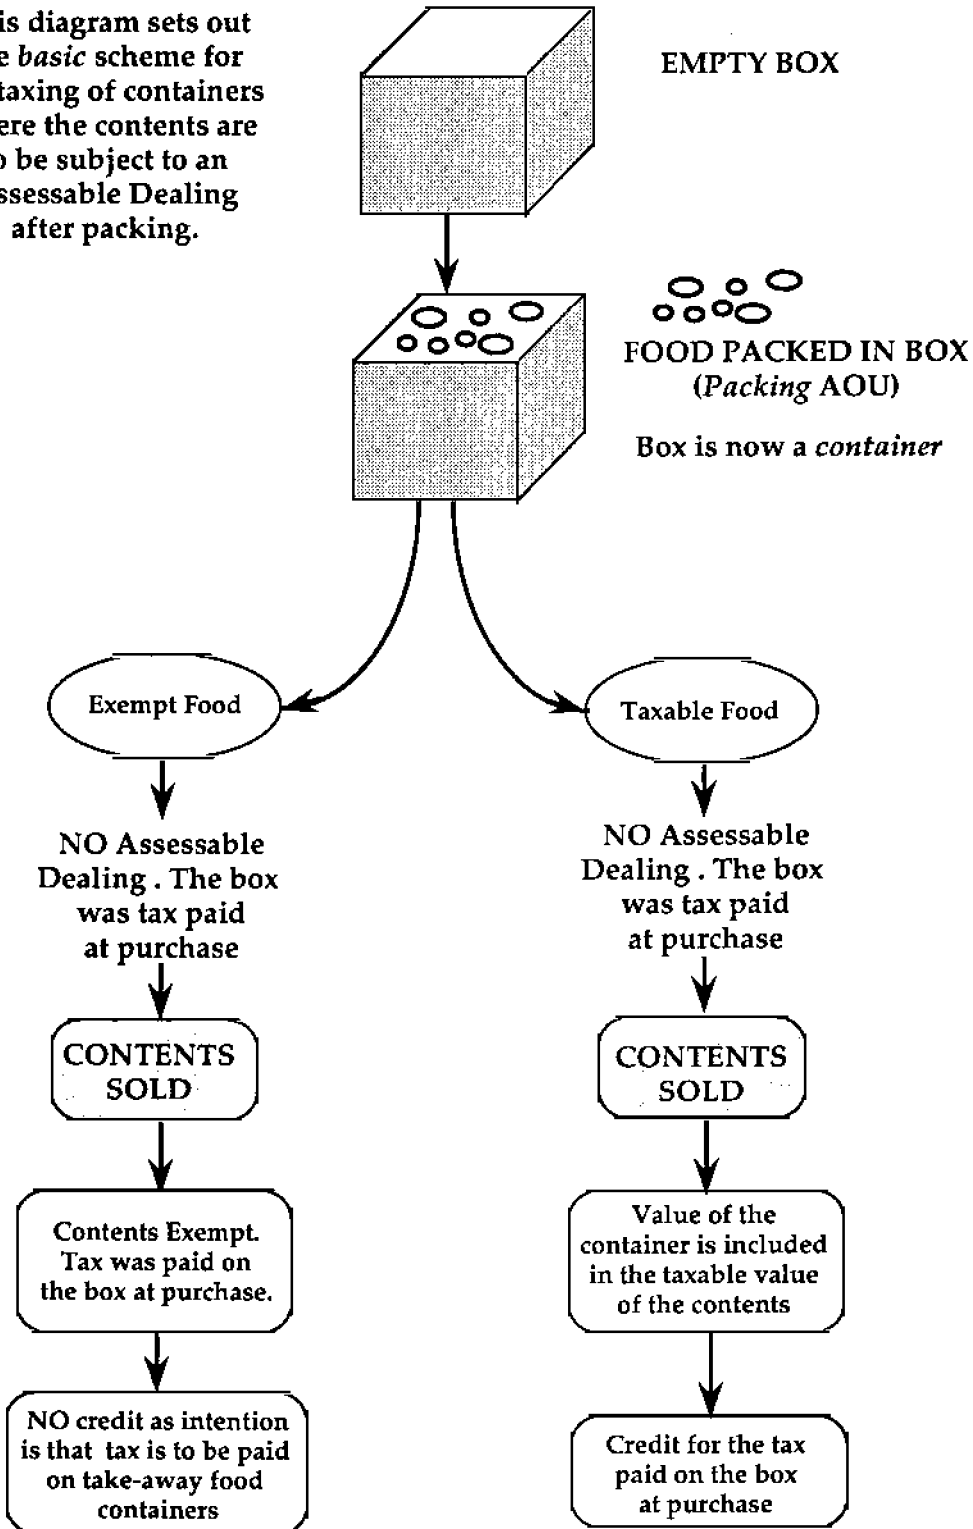 is diagram sets out
e basic scheme for
taxing of containers
ere the contents are
o be subject to an
ssessable Dealing
after packing.
EMPTY BOX
FOOD PACKED IN BOX
(Packing AOU)
Box is now a container
Exempt Food
NO Assessable
Dealing . The box
was tax paid
at purchase
CONTENTS
SOLD
Contents Exempt.
Tax was paid on
the box at purchase.
NO credit as intention
is that tax is to be paid
on take-away food
containers
Taxable Food
NO Assessable
Dealing . The box
was tax paid
at purchase
CONTENTS
SOLD
Value of the
container is included
in the taxable value
of the contents
Credit for the tax
paid on the box
at purchase